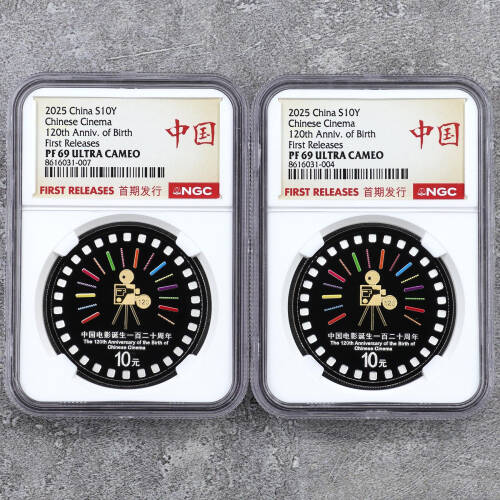 2025 China S10Y
Chinese Cinema
120th Anniv. of Birth
First Releases
PF 69 ULTRA CAMEO
8616031-007
中国
FIRST RELEASES 首期发行 NGC
120
中国电影诞生一百二十周年
The 120th Anniversary of the Birth of
Chinese Cinema
10元
2025 China S10Y
Chinese Cinema
120th Anniv. of Birth
First Releases
PF 69 ULTRA CAMEO
8616031-004
中国
FIRST RELEASES 首期发行 NGC
120
中国电影诞生一百二十周年
The 120th Anniversary of the Birth of
Chinese Cinema
10元